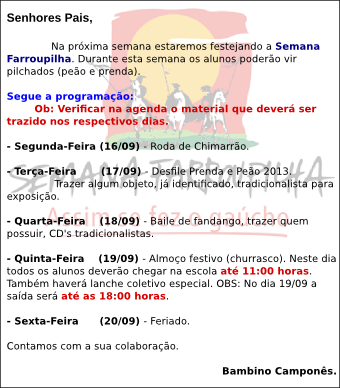 Senhores Pais,
Na próxima semana estaremos festejando a Semana
Farroupilha. Durante esta semana os alunos poderão vir
pilchados (peão e prenda).
Segue a programação:
Ob: Verificar na agenda o material que deverá ser
trazido nos respectivos dias.
- Segunda-Feira (16/09) - Roda de Chimarrão.
- Terça-Feira (17/09) - Desfile Prenda e Peão 2013.
Trazer algum objeto, já identificado, tradicionalista para
exposição.
SEMANA FARROUPILHA
- Quarta-Feira (18/09) - Baile de fandango, trazer quem
possuir, CD's tradicionalistas.
Assim se fez o gaúcho
- Quinta-Feira (19/09) - Almoço festivo (churrasco). Neste dia
todos os alunos deverão chegar na escola até 11:00 horas.
Também haverá lanche coletivo especial. OBS: No dia 19/09 a
saída será até as 18:00 horas.
- Sexta-Feira (20/09) - Feriado.
Contamos com a sua colaboração.
Bambino Camponês.